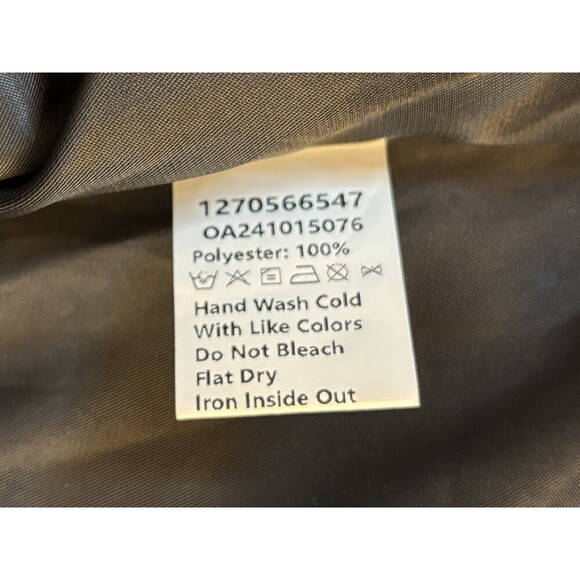 1270566547
OA241015076
Polyester: 100%
Hand Wash Cold
With Like Colors
Do Not Bleach
Flat Dry
Iron Inside Out